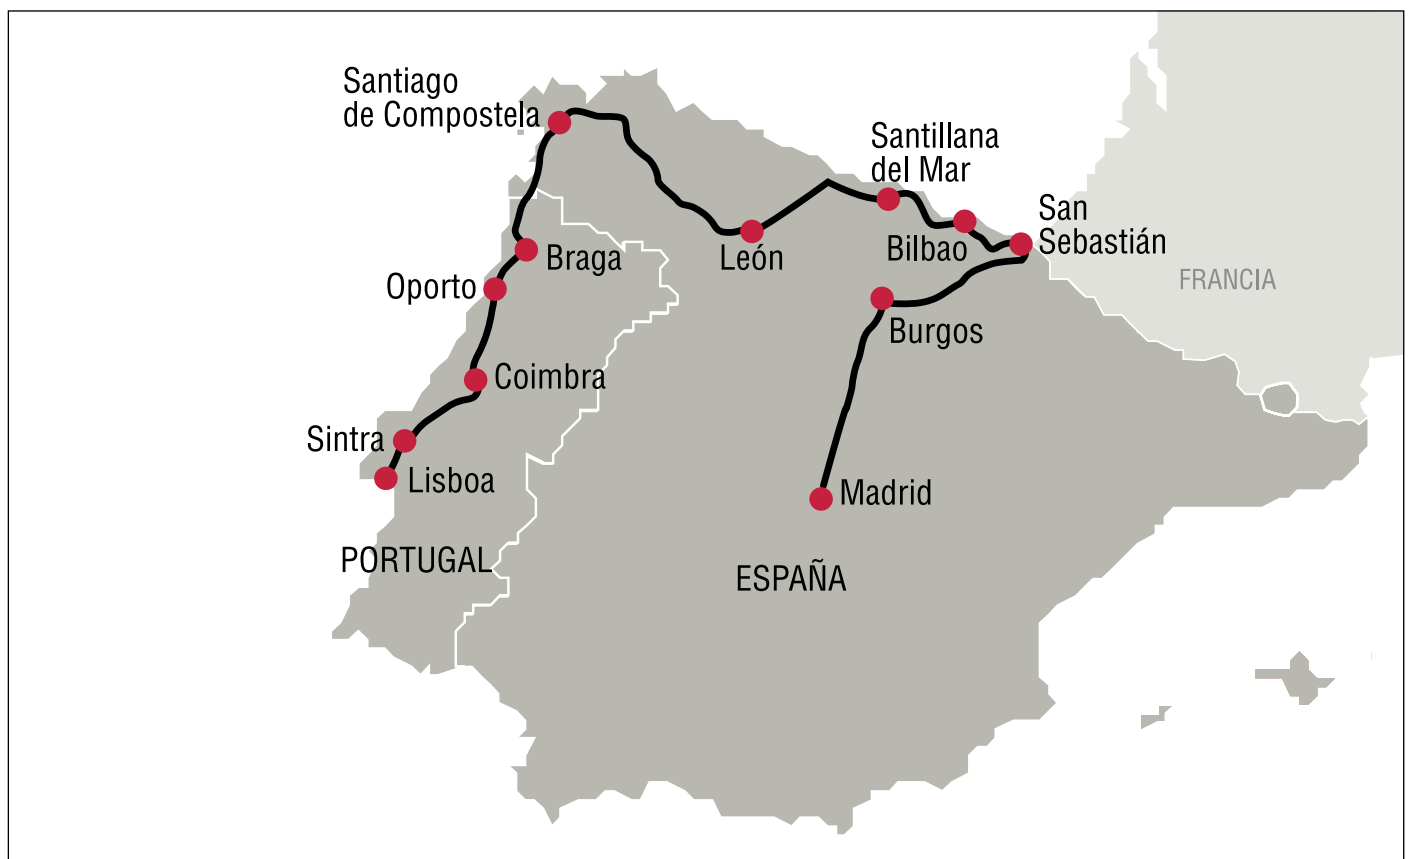 Santiago
de Compostela
Santillana
del Mar
San
Sebastián
Bilbao
León
Braga
FRANCIA
Oporto
Burgos
Coimbra
Sintra
Lisboa
Madrid
PORTUGAL
ESPAÑA